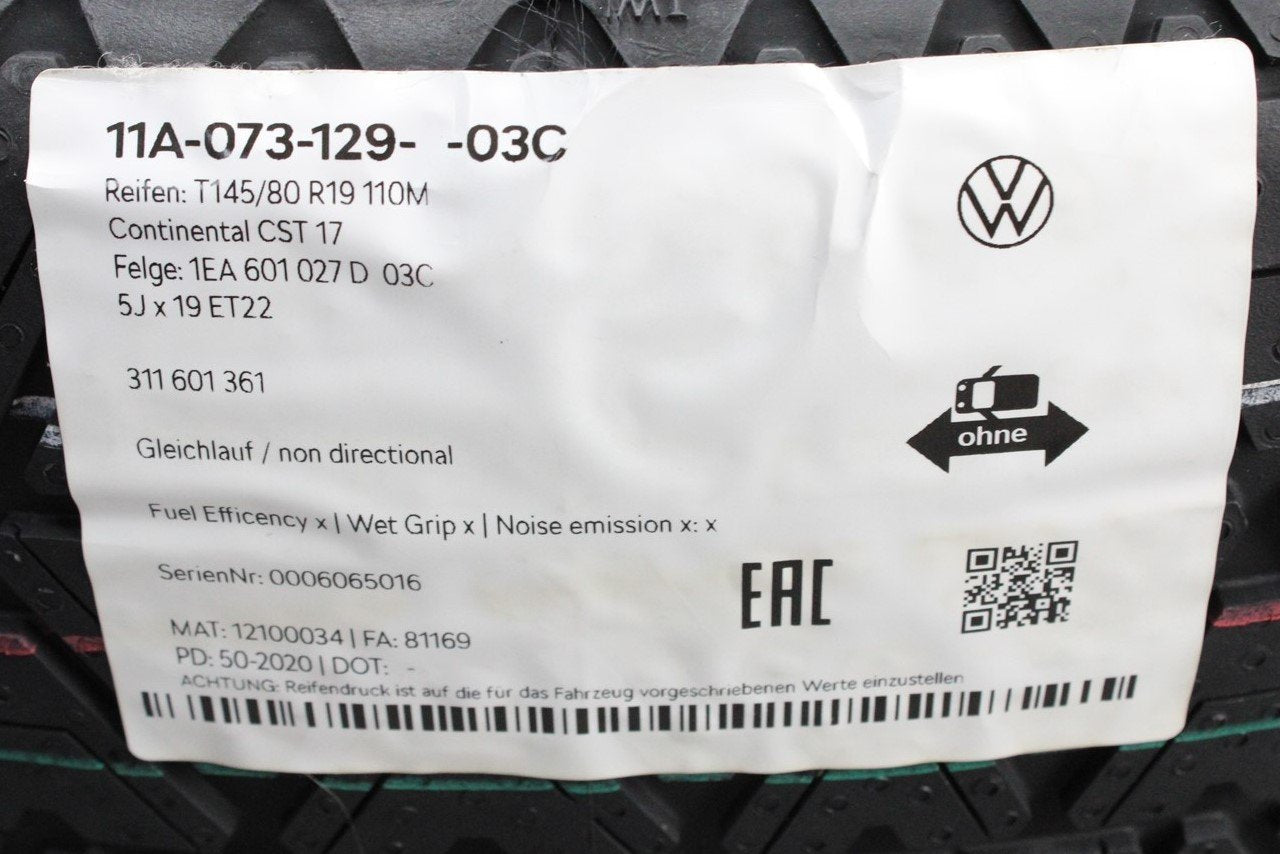 11A-073-129- -03C
Reifen: T145/80 R19 110M
Continental CST 17
Felge: 1EA 601 027 D 03C
5J x 19 ET22
311 601 361
ohne
Gleichlauf / non directional
Fuel Efficency x | Wet Grip x | Noise emission x: x
SerienNr: 0006065016
EAC
MAT: 12100034 | FA: 81169
PD: 50-2020 | DOT: -
ACHTUNG: Reifendruck ist auf die für das Fahrzeug vorgeschriebenen Werte einzustellen